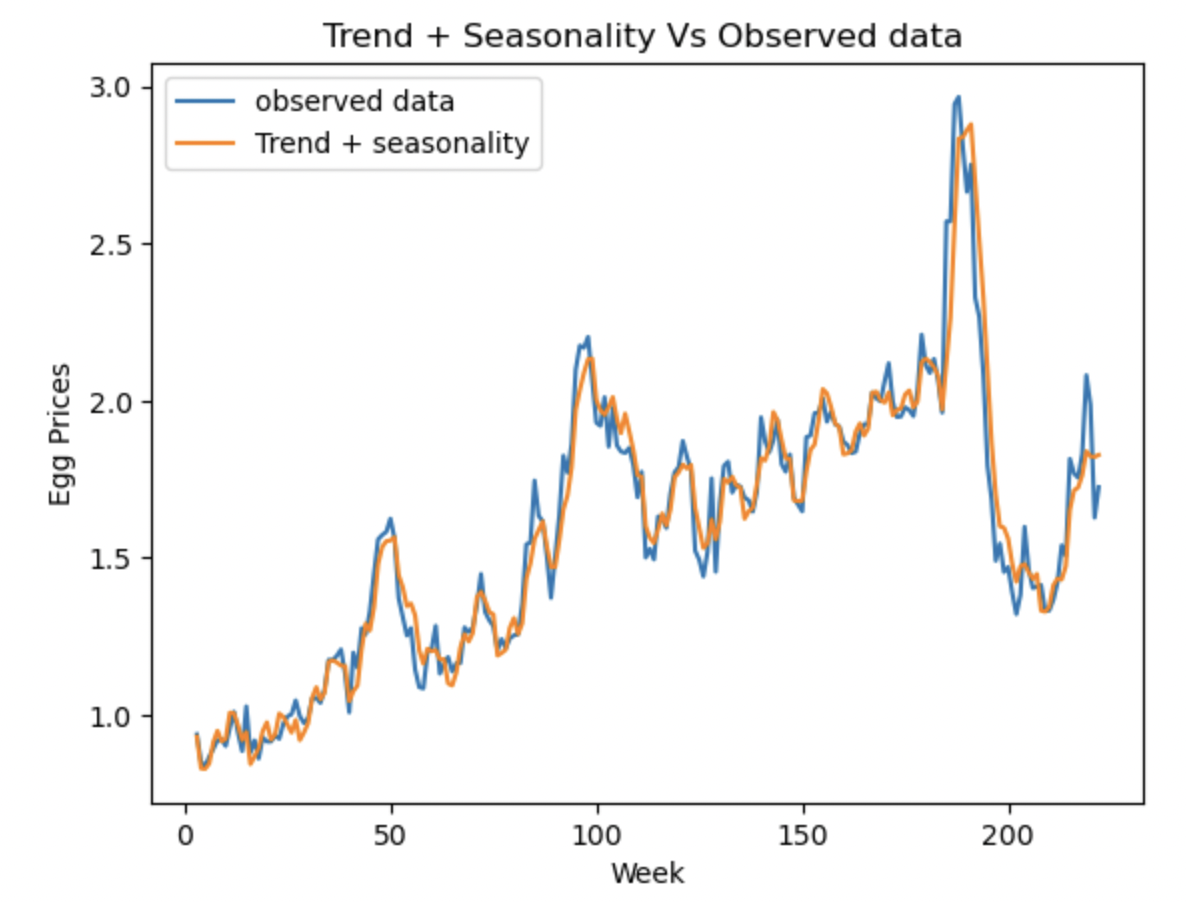 Trend + Seasonality Vs Observed data
observed data
Trend + seasonality
3.0
2.5
2.0
1.5
1.0
Egg Prices
0 50 100 150 200
Week